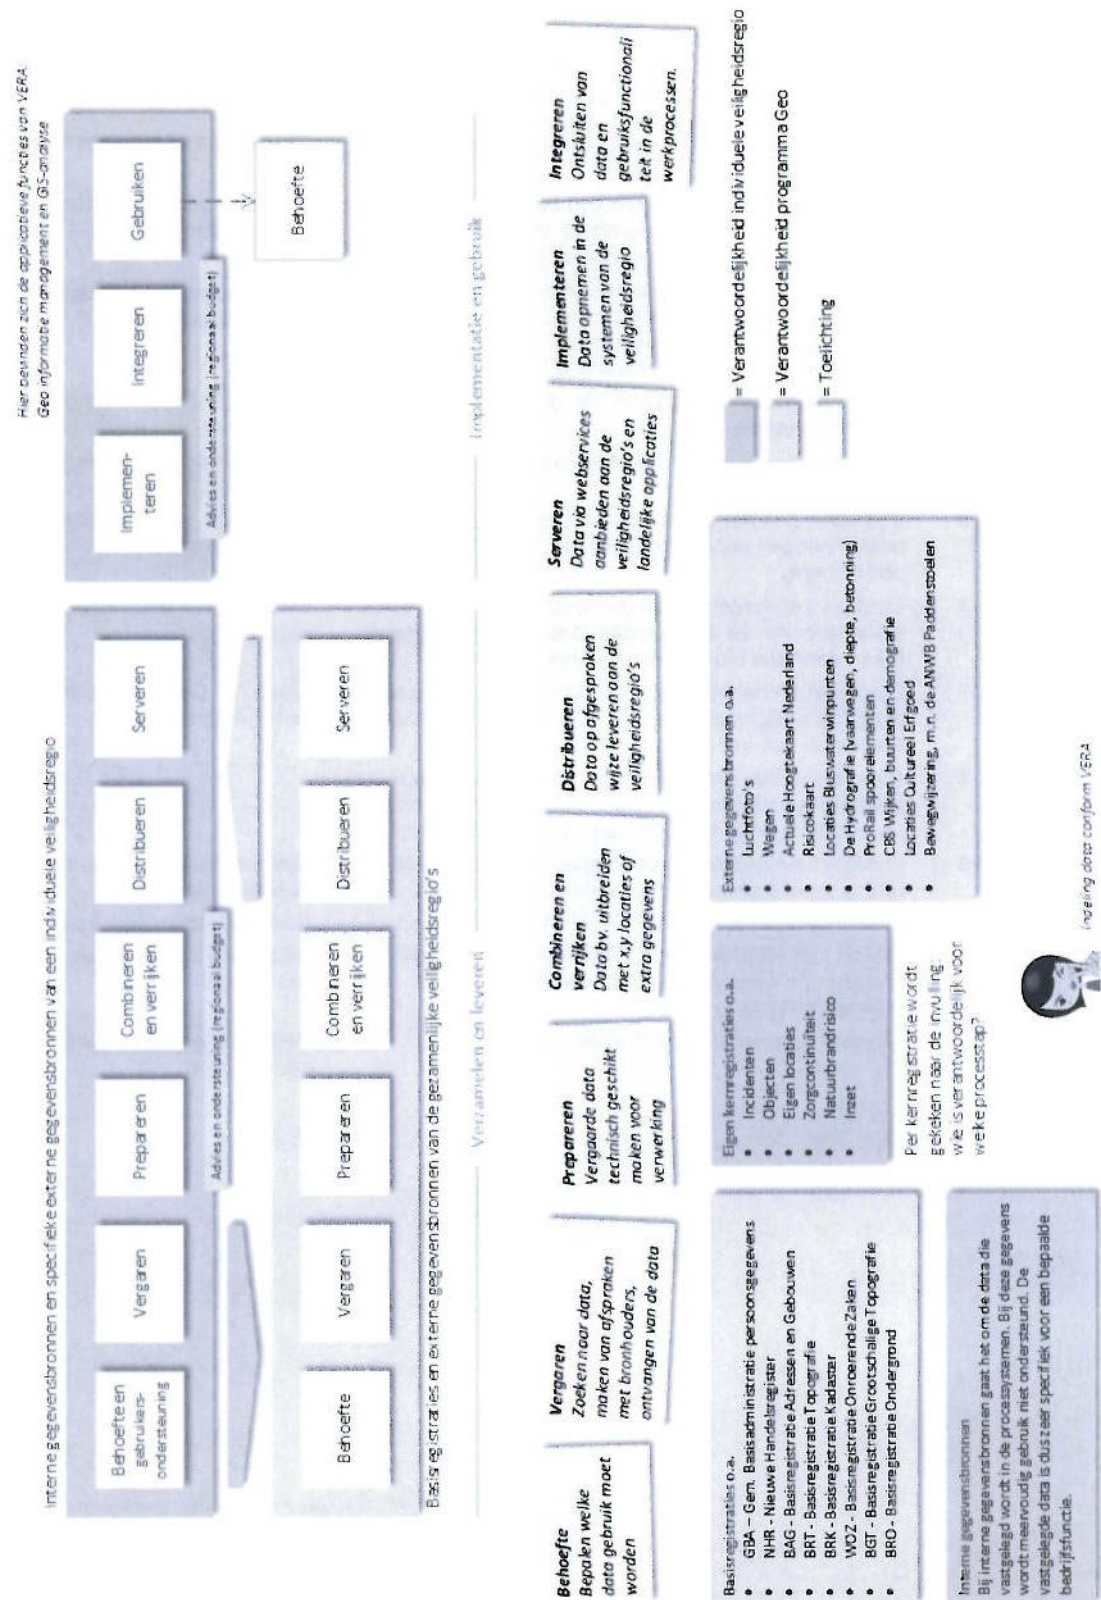 Hier bevinden zich de applicatieve functies van VERA:
Geo informatie management en GIS-analyse
Interne gegevensbronnen en specifieke externe gegevensbronnen van een individuele veiligheidsregio
Behoefte en
gebruikers-
ondersteuning
Vergaren
Prepareren
Combineren
en verrijken
Distribueren
Serveren
Implemen-
teren
Integreren
Gebruiken
Advies en ondersteuning (regionaal budget)
Advies en ondersteuning (regionaal budget)
Behoefte
Behoefte
Vergaren
Prepareren
Combineren
en verrijken
Distribueren
Serveren
Basisregistraties en externe gegevensbronnen van de gezamenlijke veiligheidsregio's
Verzamelen en leveren
Implementatie en gebruik
Behoefte
Bepalen welke
data gebruik moet
worden
Vergaren
Zoeken naar data,
maken van afspraken
met bronhouders,
ontvangen van de data
Prepareren
Vergaarde data
technisch geschikt
maken voor
verwerking
Combineren en
verrijken
Data bv. uitbreiden
met x,y locaties of
extra gegevens
Distribueren
Data op afgesproken
wijze leveren aan de
veiligheidsregio's
Serveren
Data via webservices
aanbieden aan de
veiligheidsregio's en
landelijke applicaties
Implementeren
Data opnemen in de
systemen van de
veiligheidsregio
Integreren
Ontsluiten van
data en
gebruiksfunctionali
teit in de
werkprocessen.
Basisregistraties o.a.
• GBA – Gem. Basisadministratie persoonsgegevens
• NHR - Nieuwe Handelsregister
• BAG - Basisregistratie Adressen en Gebouwen
• BRT - Basisregistratie Topografie
• BRK - Basisregistratie Kadaster
• WOZ - Basisregistratie Onroerende Zaken
• BGT - Basisregistratie Grootschalige Topografie
• BRO - Basisregistratie Ondergrond
Eigen kernregistraties o.a.
• Incidenten
• Objecten
• Eigen locaties
• Zorgcontinuïteit
• Natuurbrandrisico
• Inzet
Externe gegevensbronnen o.a.
• Luchtfoto's
• Wegen
• Actuele Hoogtekaart Nederland
• Risicokaart
• Locaties Bluswaterwinpunten
• De Hydrografie (vaarwegen, diepte, betonning)
• ProRail spoorelementen
• CBS Wijken, buurten en demografie
• Locaties Cultureel Erfgoed
• Bewegwijzering, m.n. de ANWB Paddenstoelen
= Verantwoordelijkheid individuele veiligheidsregio
= Verantwoordelijkheid programma Geo
= Toelichting
Interne gegevensbronnen
Bij interne gegevensbronnen gaat het om de data die
vastgelegd wordt in de processystemen. Bij deze gegevens
wordt meervoudig gebruik niet ondersteund. De
vastgelegde data is dus zeer specifiek voor een bepaalde
bedrijfsfunctie.
Per kernregistratie wordt
gekeken naar de invulling:
wie is verantwoordelijk voor
welke processtap?
Indeling data conform VERA